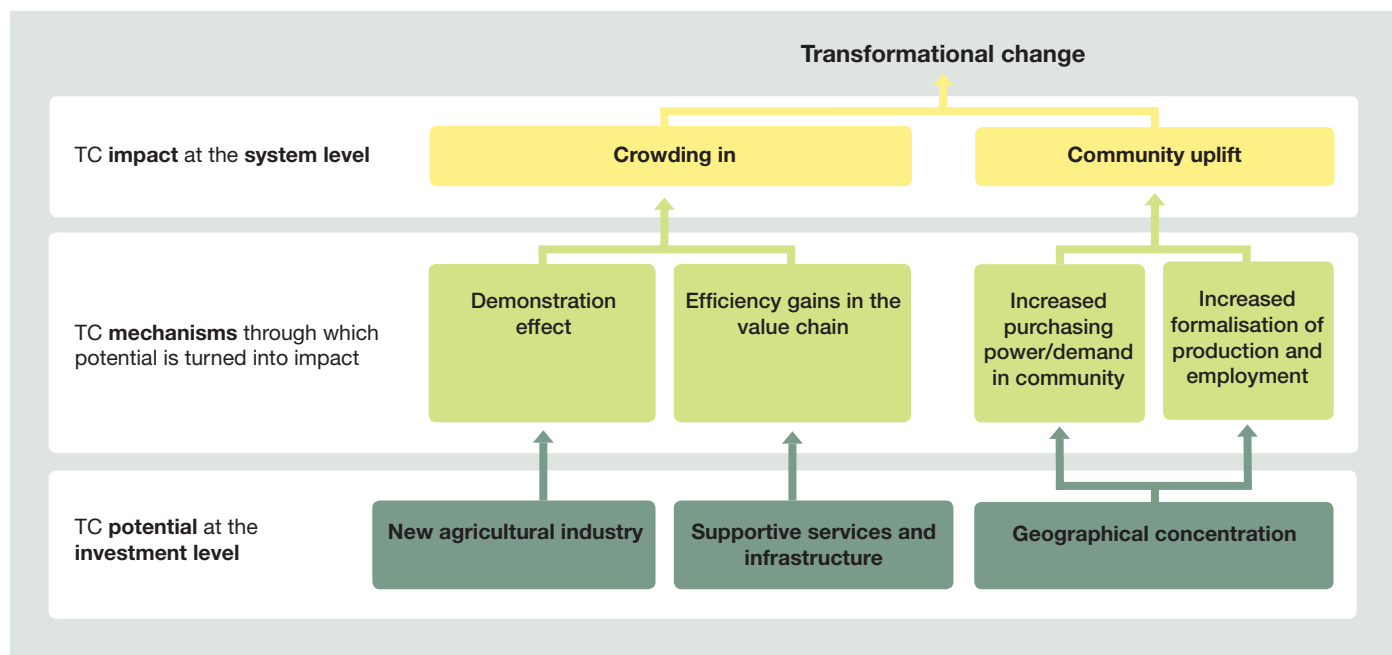 Transformational change
TC impact at the system level
Crowding in
Community uplift
TC mechanisms through which
potential is turned into impact
Demonstration
effect
Efficiency gains in the
value chain
Increased
purchasing
power/demand
in community
Increased
formalisation of
production and
employment
TC potential at the
investment level
New agricultural industry
Supportive services and
infrastructure
Geographical concentration